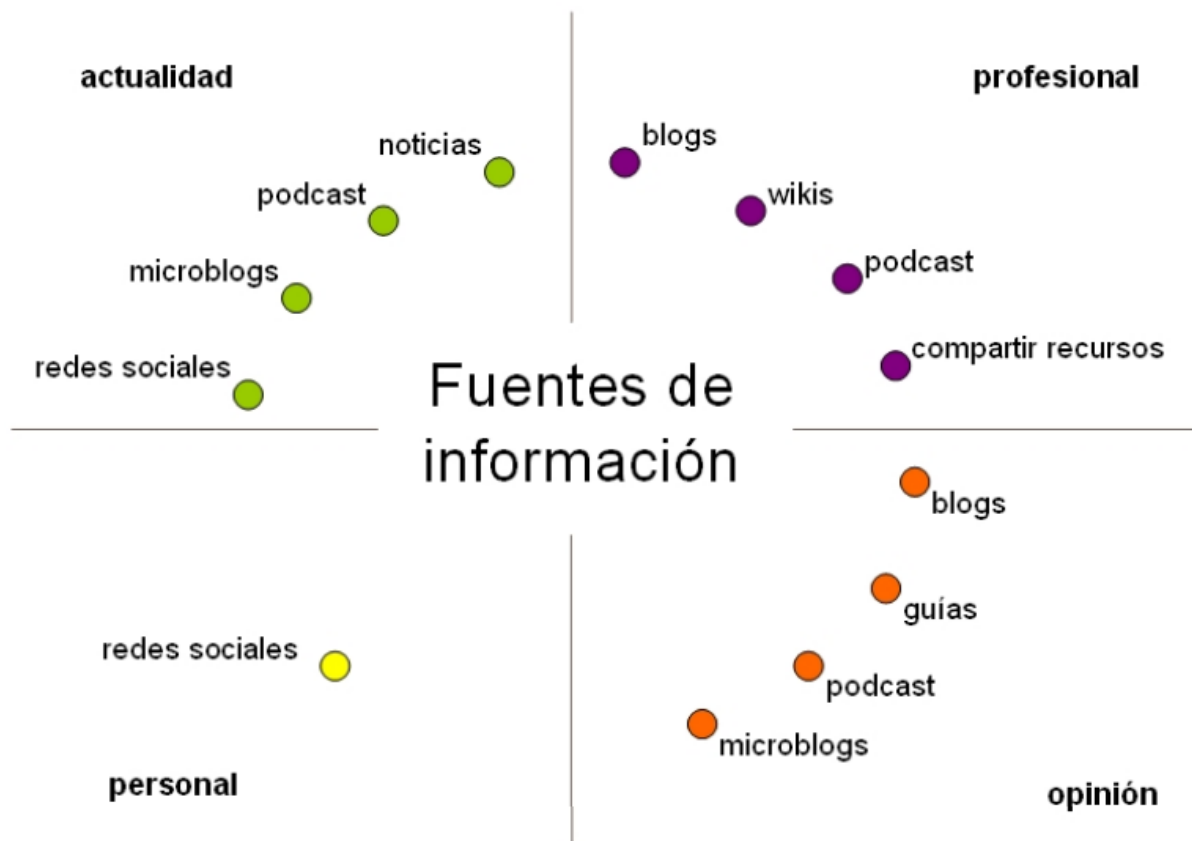 actualidad
noticias
podcast
microblogs
redes sociales
profesional
blogs
wikis
podcast
compartir recursos
Fuentes de
información
redes sociales
personal
blogs
guías
podcast
microblogs
opinión